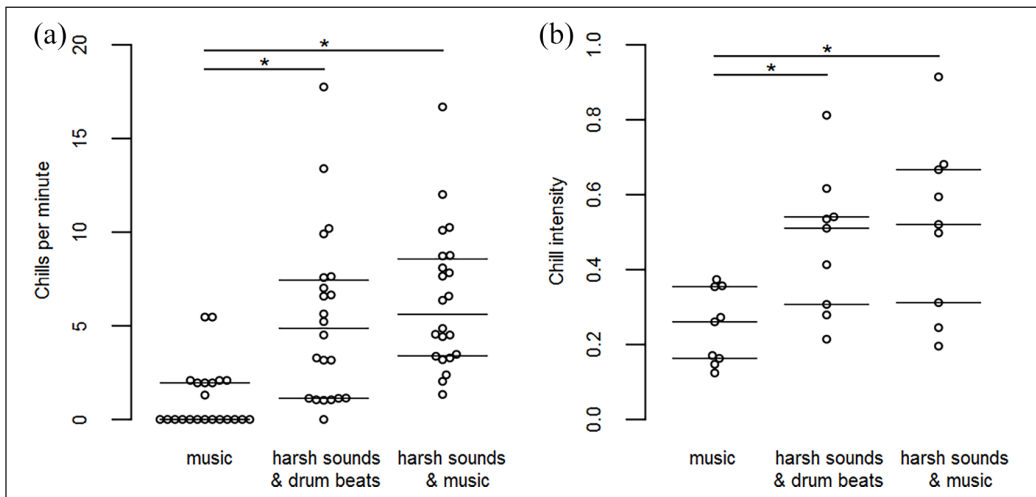 (a)
Chills per minute
20
15
10
5
0
*
*
music
harsh sounds
& drum beats
harsh sounds
& music
(b)
Chill intensity
1.0
0.8
0.6
0.4
0.2
0.0
*
*
music
harsh sounds
& drum beats
harsh sounds
& music